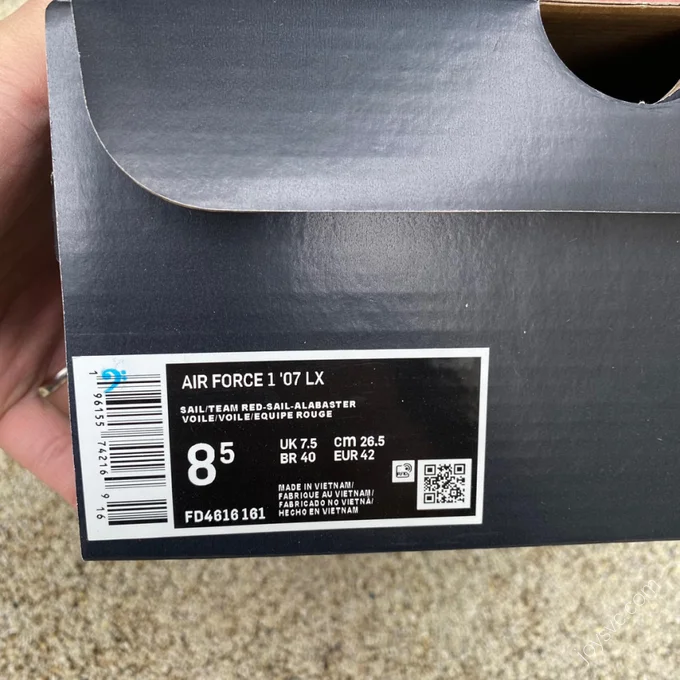 AIR FORCE 1 '07 LX
SAIL/TEAM RED-SAIL-ALABASTER
VOILE/VOILE/EQUIPE ROUGE
8⁵
UK 7.5 cm 26.5
BR 40 EUR 42
MADE IN VIETNAM/
FABRIQUE AU VIETNAM/
FABRICADO NO VIETNÃ/
HECHO EN VIETNAM
FD4616 161
1 96155 74216 9 16